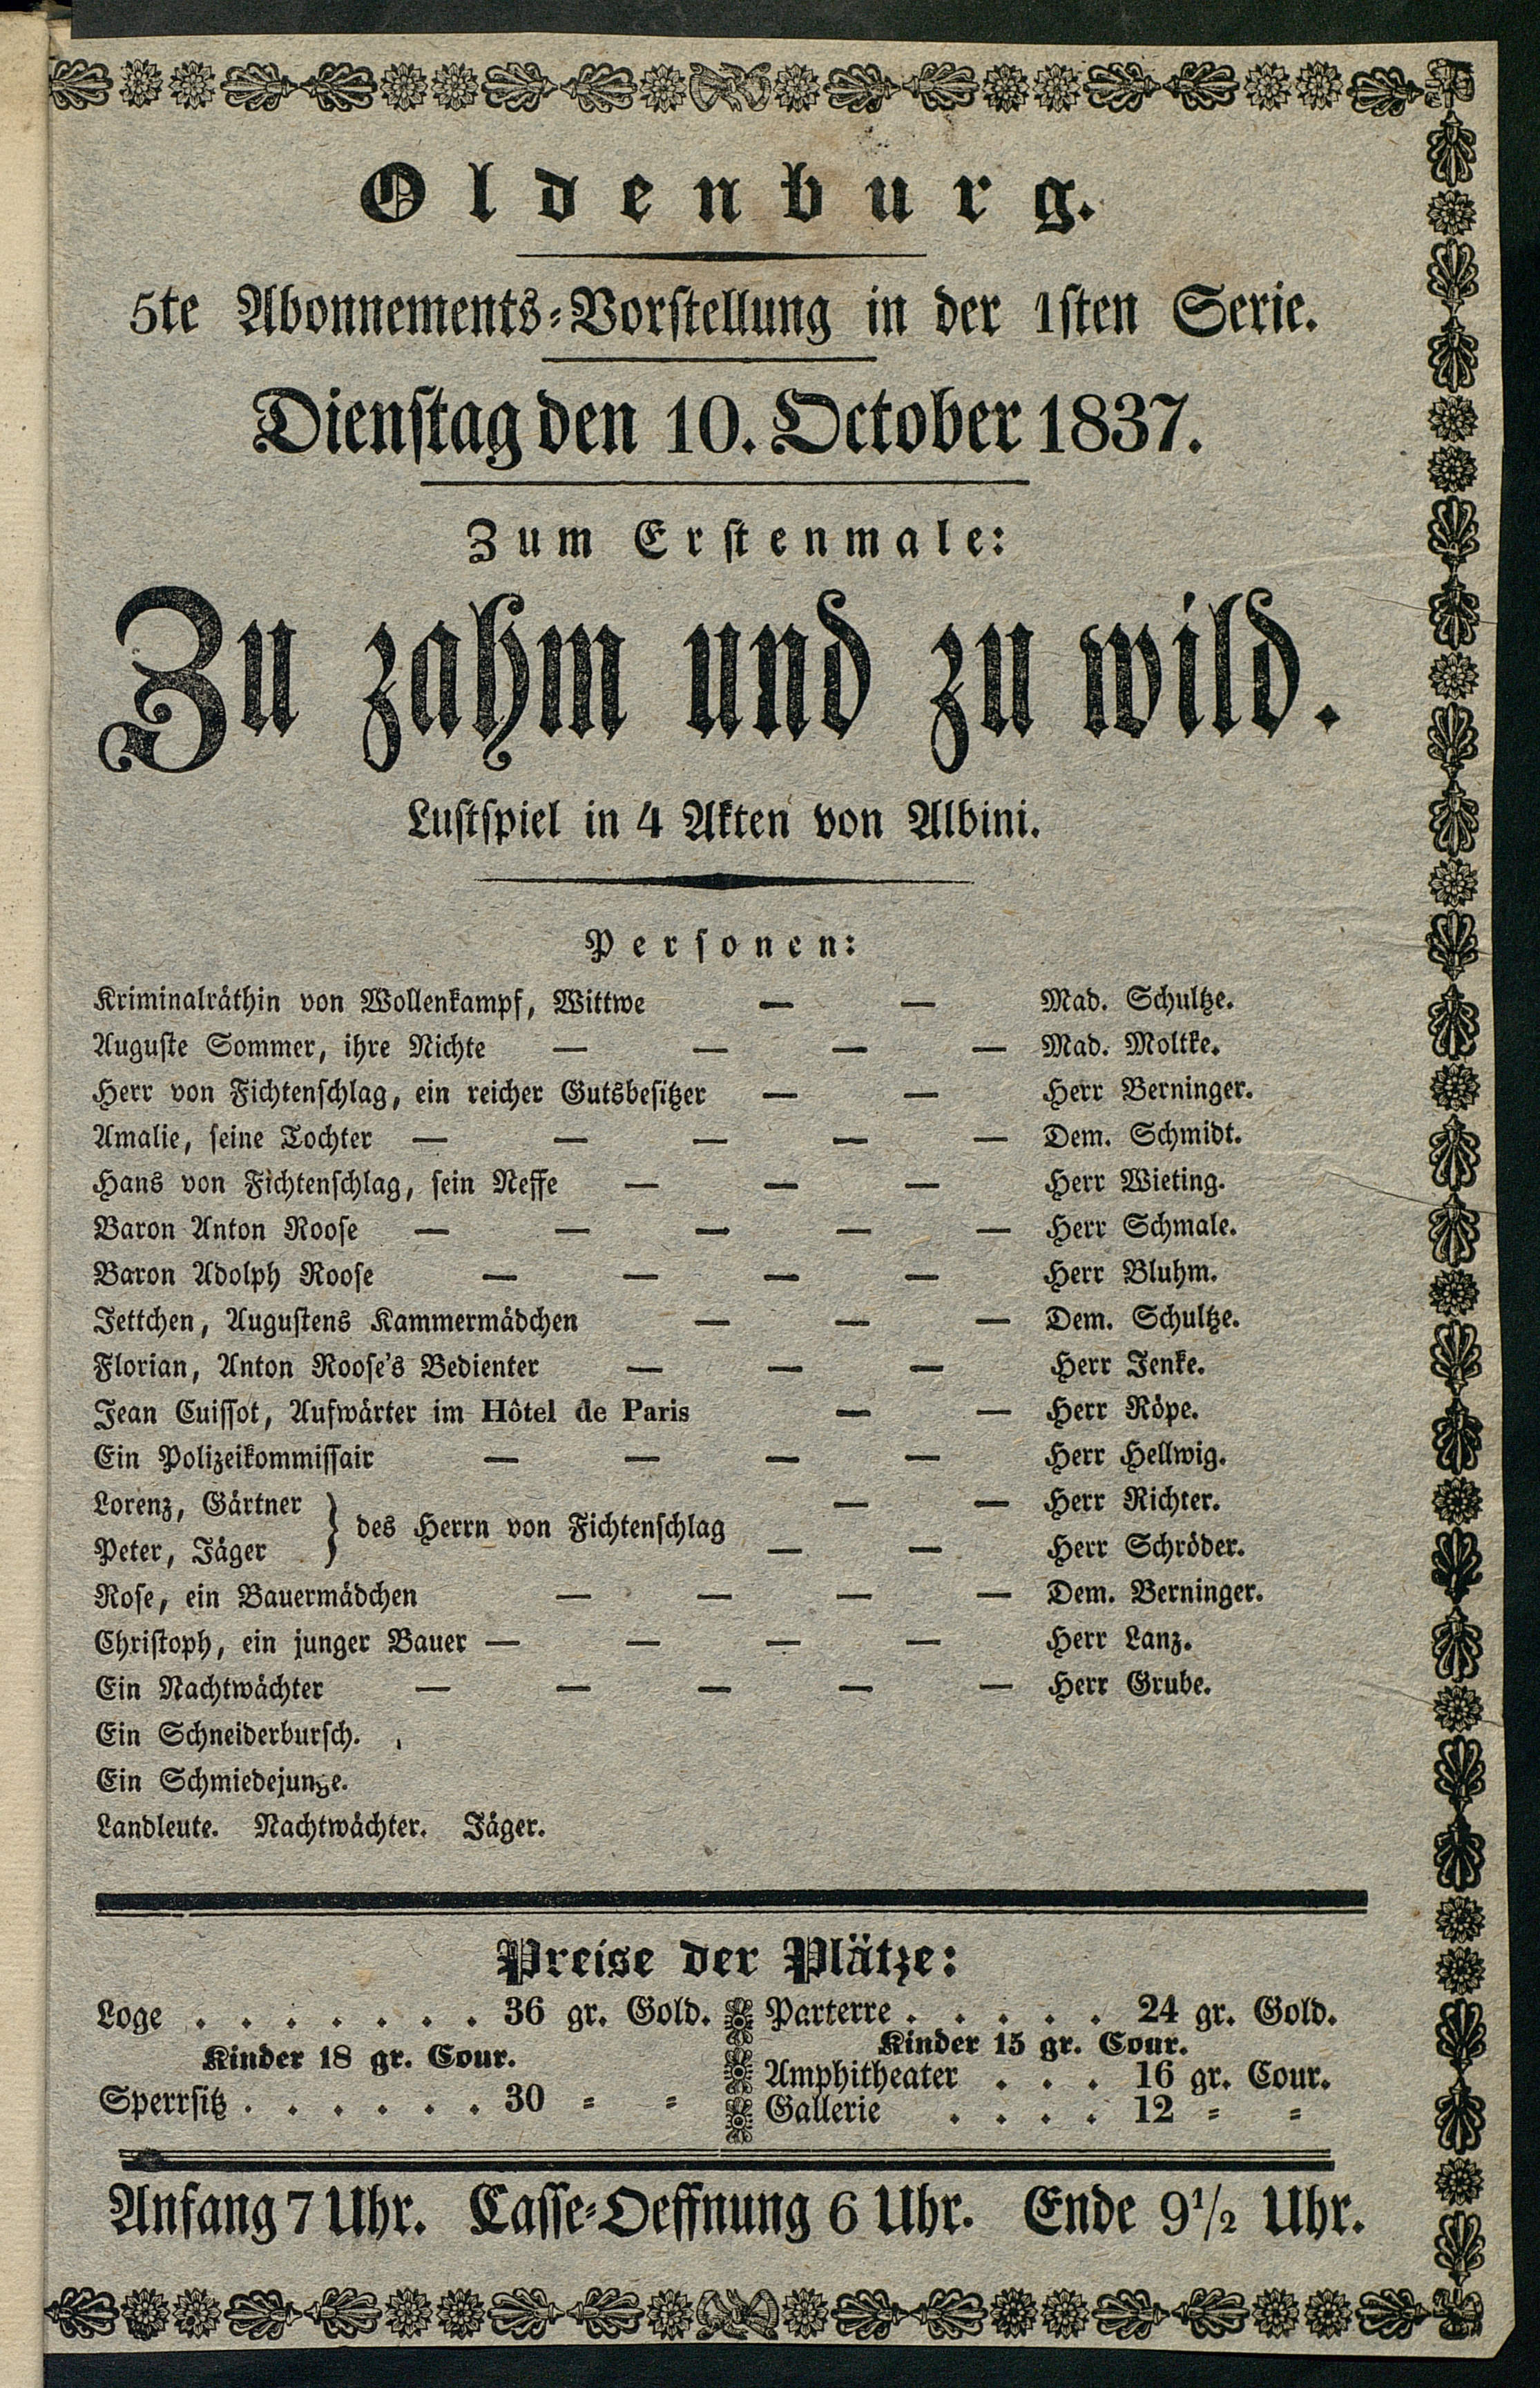 Oldenburg.
5te Abonnements-Vorstellung in der 1sten Serie.
Dienstag den 10. October 1837.
Zum Erstenmale:
Zu zahm und zu wild.
Lustspiel in 4 Akten von Albini.
Personen:
Kriminalräthin von Wollenkampf, Wittwe — — Mad. Schultze.
Auguste Sommer, ihre Nichte — — — — Mad. Moltke.
Herr von Fichtenschlag, ein reicher Gutsbesitzer — — Herr Berninger.
Amalie, seine Tochter — — — — — Dem. Schmidt.
Hans von Fichtenschlag, sein Neffe — — — Herr Wieting.
Baron Anton Roose — — — — — Herr Schmale.
Baron Adolph Roose — — — — Herr Bluhm.
Jettchen, Augustens Kammermädchen — — — Dem. Schultze.
Florian, Anton Roose's Bedienter — — — Herr Jenke.
Jean Cuissot, Aufwärter im Hôtel de Paris — — Herr Röpe.
Ein Polizeikommissair — — — — Herr Hellwig.
Lorenz, Gärtner — — Herr Richter.
} des Herrn von Fichtenschlag
Peter, Jäger — — Herr Schröder.
Rose, ein Bauermädchen — — — — Dem. Berninger.
Christoph, ein junger Bauer — — — — Herr Lanz.
Ein Nachtwächter — — — — — Herr Grube.
Ein Schneiderbursch.
Ein Schmiedejunge.
Landleute. Nachtwächter. Jäger.
Preise der Plätze:
Loge . . . . . . . 36 gr. Gold.
Kinder 18 gr. Cour.
Sperrsitz . . . . . . 30 = =
Parterre . . . . . 24 gr. Gold.
Kinder 15 gr. Cour.
Amphitheater . . . 16 gr. Cour.
Gallerie . . . . 12 = =
Anfang 7 Uhr. Casse-Oeffnung 6 Uhr. Ende 9½ Uhr.